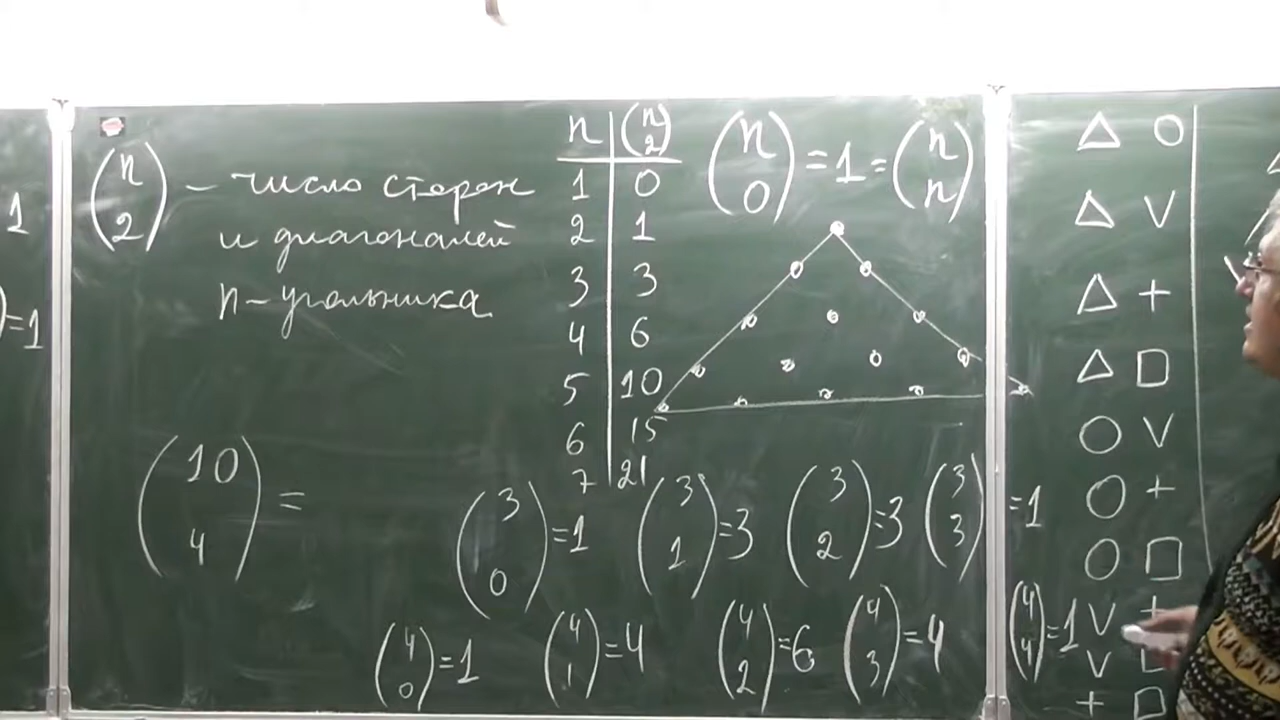 1
)=1
(n 2) – число сторон
и диагоналей
n-угольника
n | (n 2)
1 | 0
2 | 1
3 | 3
4 | 6
5 | 10
6 | 15
7 | 21
(n 0) = 1 = (n n)
(10 4) =
(3 0) = 1 (3 1) = 3 (3 2) = 3 (3 3) = 1
(4 0) = 1 (4 1) = 4 (4 2) = 6 (4 3) = 4 (4 4) = 1
△ ○
△ V
△ +
△ □
○ V
○ +
○ □
V +
V □
+ □